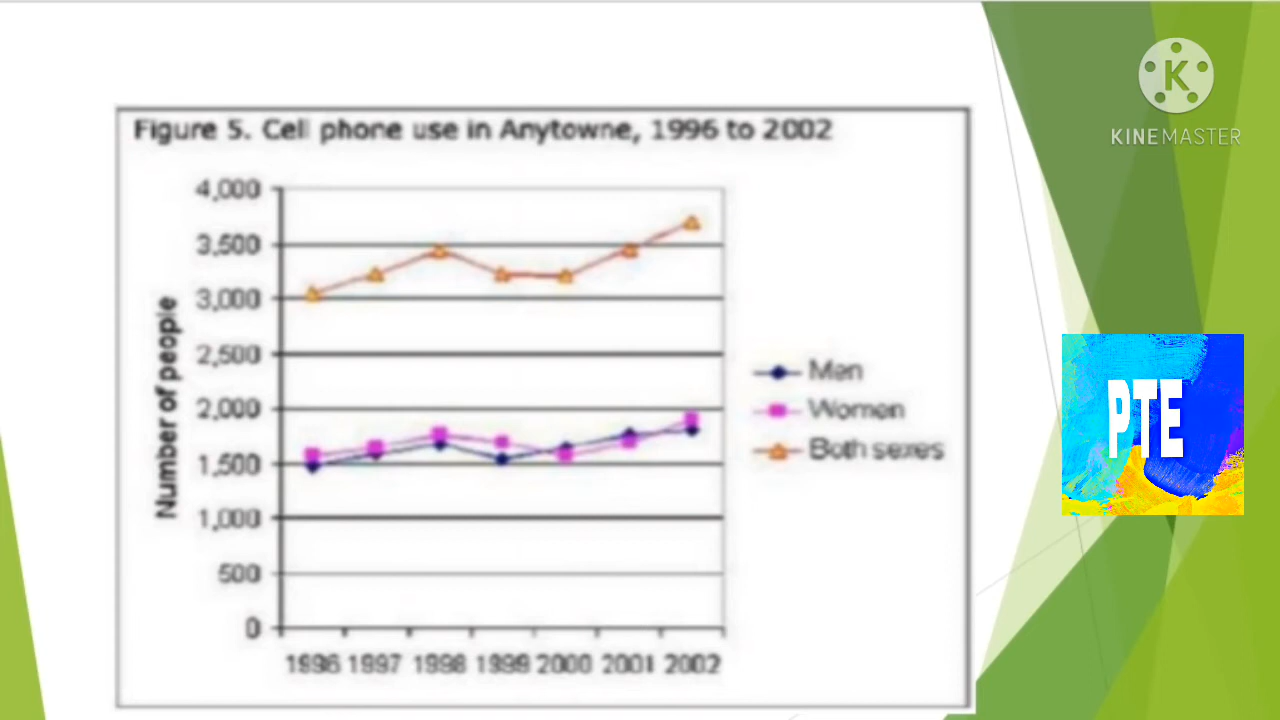 KINEMASTER
Figure 5. Cell phone use in Anytowne, 1996 to 2002
4,000
3,500
3,000
2,500
2,000
1,500
1,000
500
0
Number of people
1996 1997 1998 1999 2000 2001 2002
Men
Women
Both sexes
K
PTE